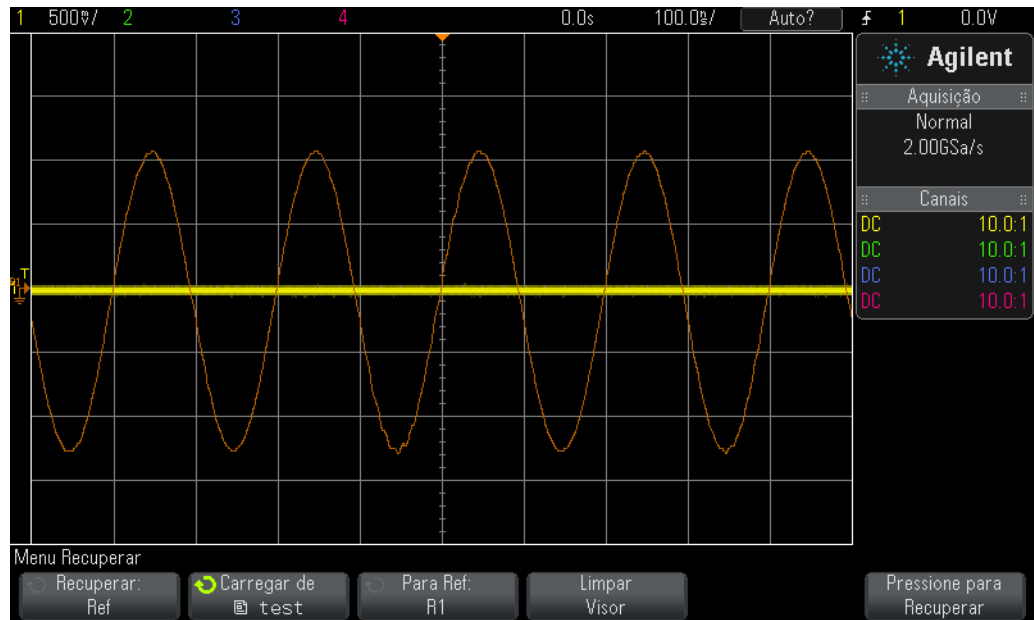 1 500mV/ 2 3 4 0.0s 100.0ns/ Auto? 1 0.0V
Agilent
Aquisição
Normal
2.00GSa/s
Canais
DC 10.0:1
DC 10.0:1
DC 10.0:1
DC 10.0:1
T
Menu Recuperar
Recuperar:
Ref
Carregar de
test
Para Ref:
R1
Limpar
Visor
Pressione para
Recuperar